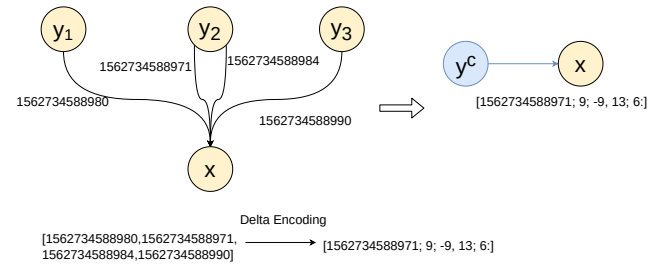 y1 y2 y3
1562734588971 1562734588984
1562734588980
1562734588990
x
yc x
[1562734588971; 9; -9, 13; 6:]
Delta Encoding
[1562734588980,1562734588971,
1562734588984,1562734588990]
[1562734588971; 9; -9, 13; 6:]